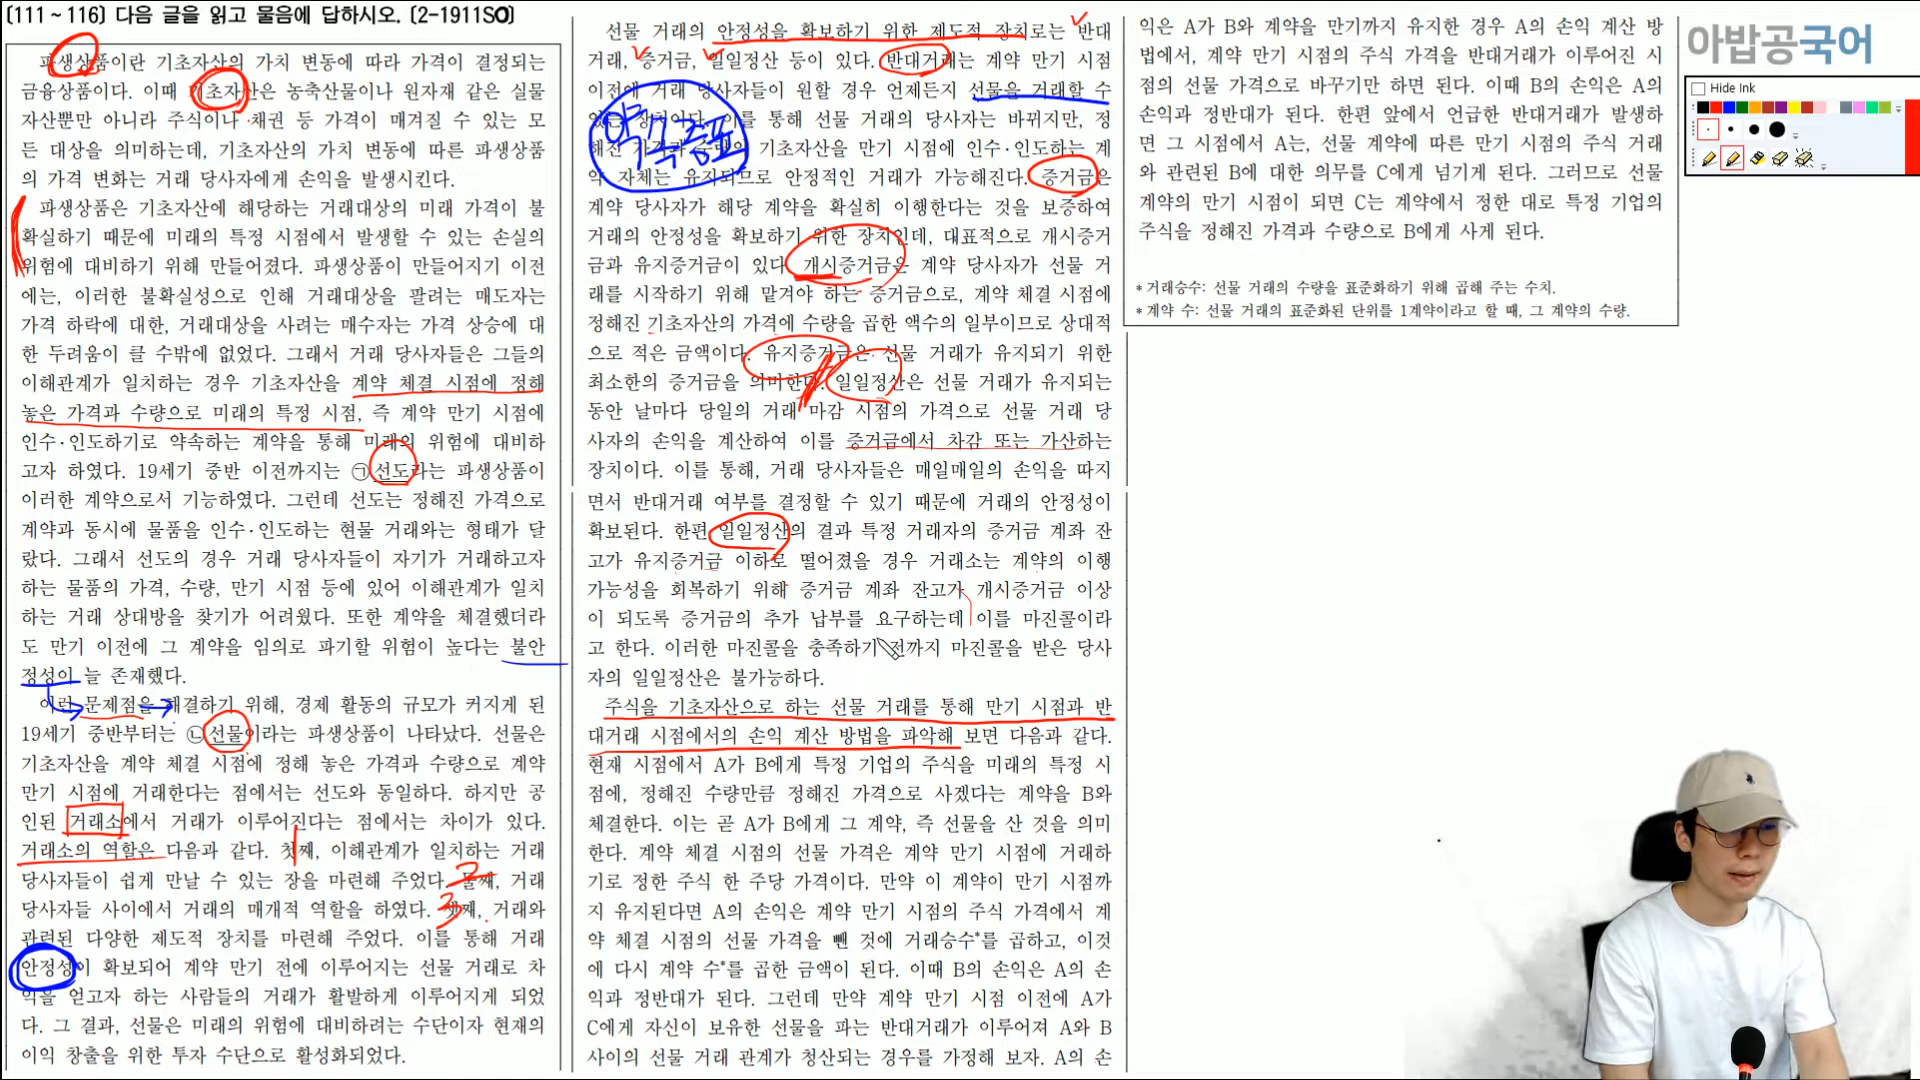 [111～116] 다음 글을 읽고 물음에 답하시오. [2-1911SO]
파생상품이란 기초자산의 가치 변동에 따라 가격이 결정되는
금융상품이다. 이때 기초자산은 농축산물이나 원자재 같은 실물
자산뿐만 아니라 주식이나 채권 등 가격이 매겨질 수 있는 모
든 대상을 의미하는데, 기초자산의 가치 변동에 따른 파생상품
의 가격 변화는 거래 당사자에게 손익을 발생시킨다.
파생상품은 기초자산에 해당하는 거래대상의 미래 가격이 불
확실하기 때문에 미래의 특정 시점에서 발생할 수 있는 손실의
위험에 대비하기 위해 만들어졌다. 파생상품이 만들어지기 이전
에는, 이러한 불확실성으로 인해 거래대상을 팔려는 매도자는
가격 하락에 대한, 거래대상을 사려는 매수자는 가격 상승에 대
한 두려움이 클 수밖에 없었다. 그래서 거래 당사자들은 그들의
이해관계가 일치하는 경우 기초자산을 계약 체결 시점에 정해
놓은 가격과 수량으로 미래의 특정 시점, 즉 계약 만기 시점에
인수·인도하기로 약속하는 계약을 통해 미래의 위험에 대비하
고자 하였다. 19세기 중반 이전까지는 ㉠선도라는 파생상품이
이러한 계약으로서 기능하였다. 그런데 선도는 정해진 가격으로
계약과 동시에 물품을 인수·인도하는 현물 거래와는 형태가 달
랐다. 그래서 선도의 경우 거래 당사자들이 자기가 거래하고자
하는 물품의 가격, 수량, 만기 시점 등에 있어 이해관계가 일치
하는 거래 상대방을 찾기가 어려웠다. 또한 계약을 체결했더라
도 만기 이전에 그 계약을 임의로 파기할 위험이 높다는 불안
정성이 늘 존재했다.
이런 문제점을 해결하기 위해, 경제 활동의 규모가 커지게 된
19세기 중반부터는 ㉡선물이라는 파생상품이 나타났다. 선물은
기초자산을 계약 체결 시점에 정해 놓은 가격과 수량으로 계약
만기 시점에 거래한다는 점에서는 선도와 동일하다. 하지만 공
인된 거래소에서 거래가 이루어진다는 점에서는 차이가 있다.
거래소의 역할은 다음과 같다. 첫째, 이해관계가 일치하는 거래
당사자들이 쉽게 만날 수 있는 장을 마련해 주었다. 둘째, 거래
당사자들 사이에서 거래의 매개적 역할을 하였다. 셋째, 거래와
관련된 다양한 제도적 장치를 마련해 주었다. 이를 통해 거래
안정성이 확보되어 계약 만기 전에 이루어지는 선물 거래로 차
익을 얻고자 하는 사람들의 거래가 활발하게 이루어지게 되었
다. 그 결과, 선물은 미래의 위험에 대비하려는 수단이자 현재의
이익 창출을 위한 투자 수단으로 활성화되었다.
2
3
선물 거래의 안정성을 확보하기 위한 제도적 장치로는 반대
거래, 증거금, 일일정산 등이 있다. 반대거래는 계약 만기 시점
이전에 거래 당사자들이 원할 경우 언제든지 선물을 거래할 수
있는 장치이다. 이를 통해 선물 거래의 당사자는 바뀌지만, 정
해진 가격과 수량의 기초자산을 만기 시점에 인수·인도하는 계
약 자체는 유지되므로 안정적인 거래가 가능해진다. 증거금은
계약 당사자가 해당 계약을 확실히 이행한다는 것을 보증하여
거래의 안정성을 확보하기 위한 장치인데, 대표적으로 개시증거
금과 유지증거금이 있다. 개시증거금은 계약 당사자가 선물 거
래를 시작하기 위해 맡겨야 하는 증거금으로, 계약 체결 시점에
정해진 기초자산의 가격에 수량을 곱한 액수의 일부이므로 상대적
으로 적은 금액이다. 유지증거금은 선물 거래가 유지되기 위한
최소한의 증거금을 의미한다. 일일정산은 선물 거래가 유지되는
동안 날마다 당일의 거래 마감 시점의 가격으로 선물 거래 당
사자의 손익을 계산하여 이를 증거금에서 차감 또는 가산하는
장치이다. 이를 통해, 거래 당사자들은 매일매일의 손익을 따지
면서 반대거래 여부를 결정할 수 있기 때문에 거래의 안정성이
확보된다. 한편 일일정산의 결과 특정 거래자의 증거금 계좌 잔
고가 유지증거금 이하로 떨어졌을 경우 거래소는 계약의 이행
가능성을 회복하기 위해 증거금 계좌 잔고가 개시증거금 이상
이 되도록 증거금의 추가 납부를 요구하는데 이를 마진콜이라
고 한다. 이러한 마진콜을 충족하기 전까지 마진콜을 받은 당사
자의 일일정산은 불가능하다.
주식을 기초자산으로 하는 선물 거래를 통해 만기 시점과 반
대거래 시점에서의 손익 계산 방법을 파악해 보면 다음과 같다.
현재 시점에서 A가 B에게 특정 기업의 주식을 미래의 특정 시
점에, 정해진 수량만큼 정해진 가격으로 사겠다는 계약을 B와
체결한다. 이는 곧 A가 B에게 그 계약, 즉 선물을 산 것을 의미
한다. 계약 체결 시점의 선물 가격은 계약 만기 시점에 거래하
기로 정한 주식 한 주당 가격이다. 만약 이 계약이 만기 시점까
지 유지된다면 A의 손익은 계약 만기 시점의 주식 가격에서 계
약 체결 시점의 선물 가격을 뺀 것에 거래승수*를 곱하고, 이것
에 다시 계약 수*를 곱한 금액이 된다. 이때 B의 손익은 A의 손
익과 정반대가 된다. 그런데 만약 계약 만기 시점 이전에 A가
C에게 자신이 보유한 선물을 파는 반대거래가 이루어져 A와 B
사이의 선물 거래 관계가 청산되는 경우를 가정해 보자. A의 손
익은 A가 B와 계약을 만기까지 유지한 경우 A의 손익 계산 방
법에서, 계약 만기 시점의 주식 가격을 반대거래가 이루어진 시
점의 선물 가격으로 바꾸기만 하면 된다. 이때 B의 손익은 A의
손익과 정반대가 된다. 한편 앞에서 언급한 반대거래가 발생하
면 그 시점에서 A는, 선물 계약에 따른 만기 시점의 주식 거래
와 관련된 B에 대한 의무를 C에게 넘기게 된다. 그러므로 선물
계약의 만기 시점이 되면 C는 계약에서 정한 대로 특정 기업의
주식을 정해진 가격과 수량으로 B에게 사게 된다.
* 거래승수: 선물 거래의 수량을 표준화하기 위해 곱해 주는 수치.
* 계약 수: 선물 거래의 표준화된 단위를 1계약이라고 할 때, 그 계약의 수량.
아밥공국어
Hide Ink